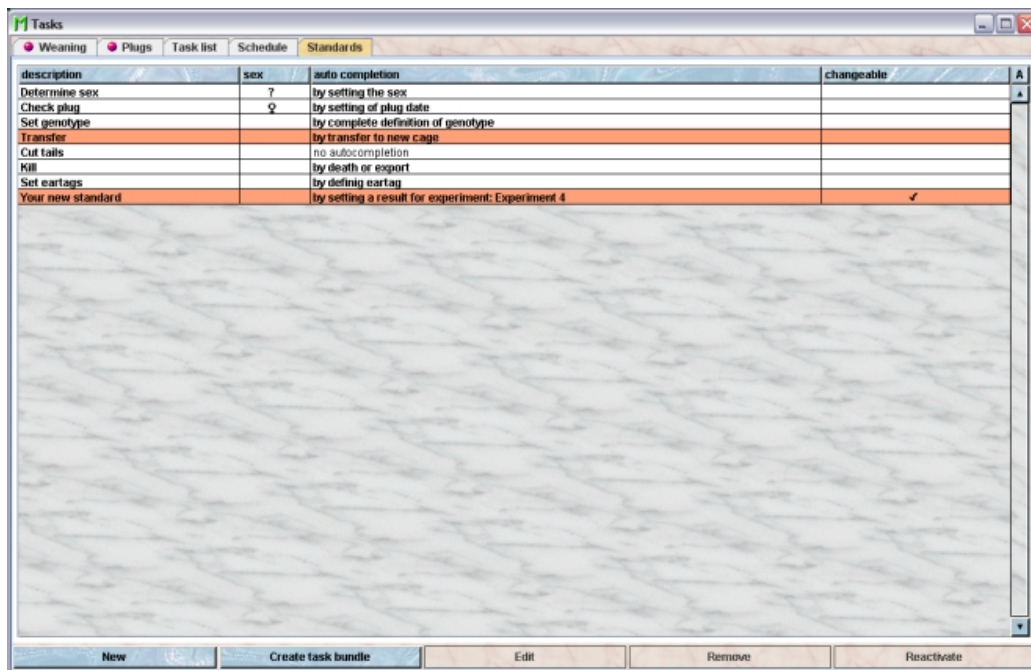 Tasks
Weaning Plugs Task list Schedule Standards
description sex auto completion changeable A
Determine sex ? by setting the sex
Check plug ♀ by setting of plug date
Set genotype by complete definition of genotype
Transfer by transfer to new cage
Cut tails no autocompletion
Kill by death or export
Set eartags by definig eartag
Your new standard by setting a result for experiment: Experiment 4 ✓
New Create task bundle Edit Remove Reactivate